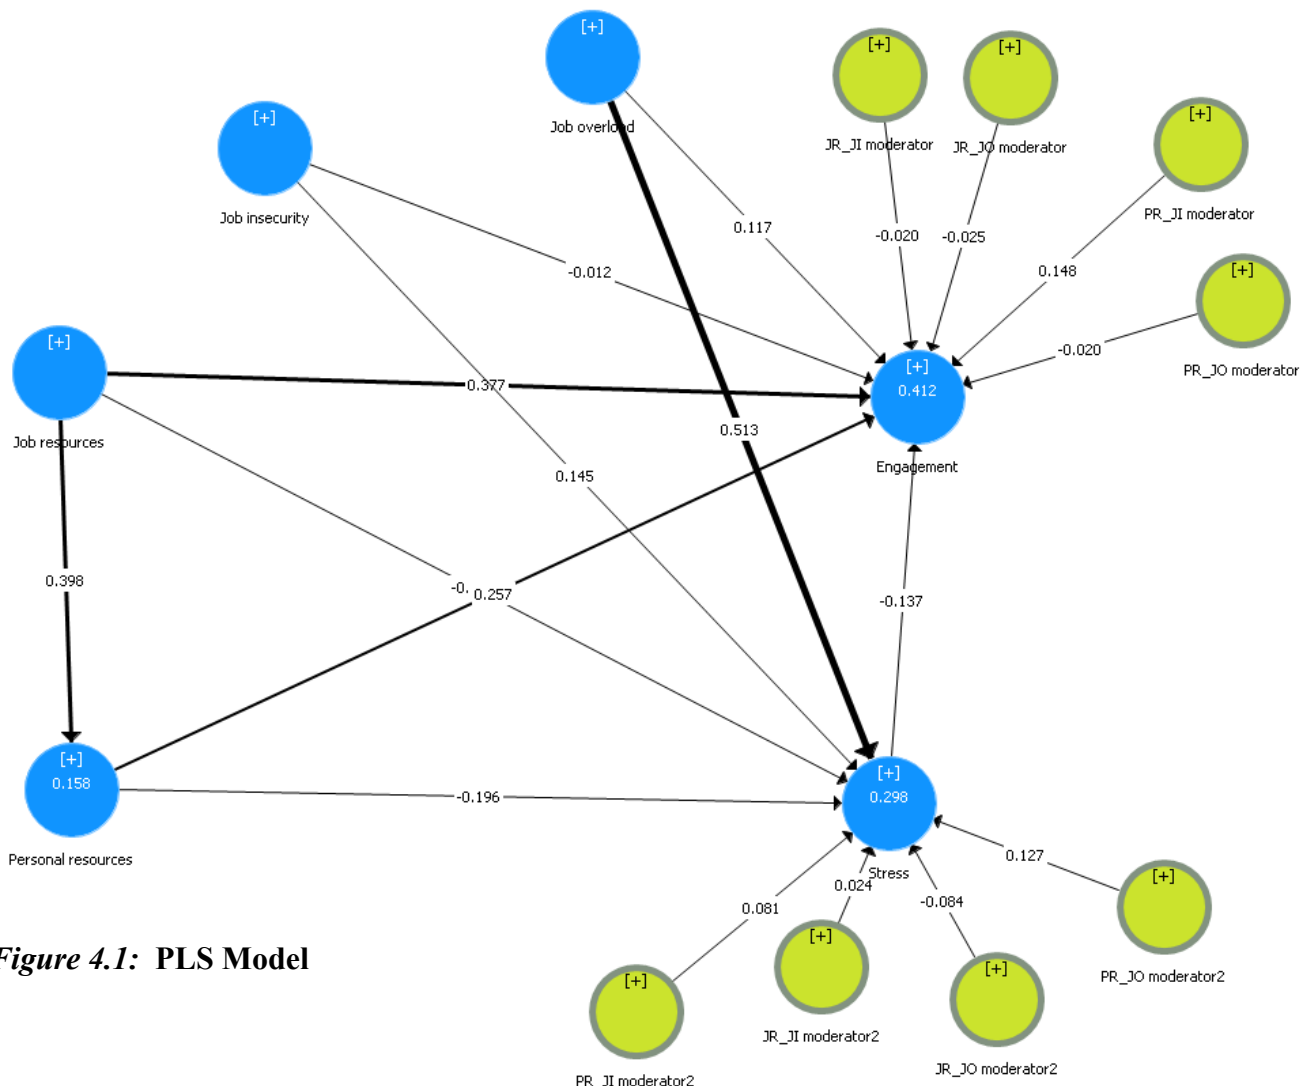 [+]
Job overload
[+]
JR_JI moderator
[+]
JR_JO moderator
[+]
PR_JI moderator
[+]
PR_JO moderator
[+]
Job insecurity
[+]
Job resources
0.117
-0.020
-0.025
0.148
-0.020
-0.012
[+]
0.412
Engagement
0.377
0.513
0.145
0.398
-0.
0.257
-0.137
[+]
0.158
Personal resources
-0.196
[+]
0.298
Stress
0.127
0.024
0.081
-0.084
[+]
PR_JO moderator2
[+]
JR_JI moderator2
[+]
JR_JO moderator2
[+]
PR_JI moderator2
Figure 4.1: PLS Model